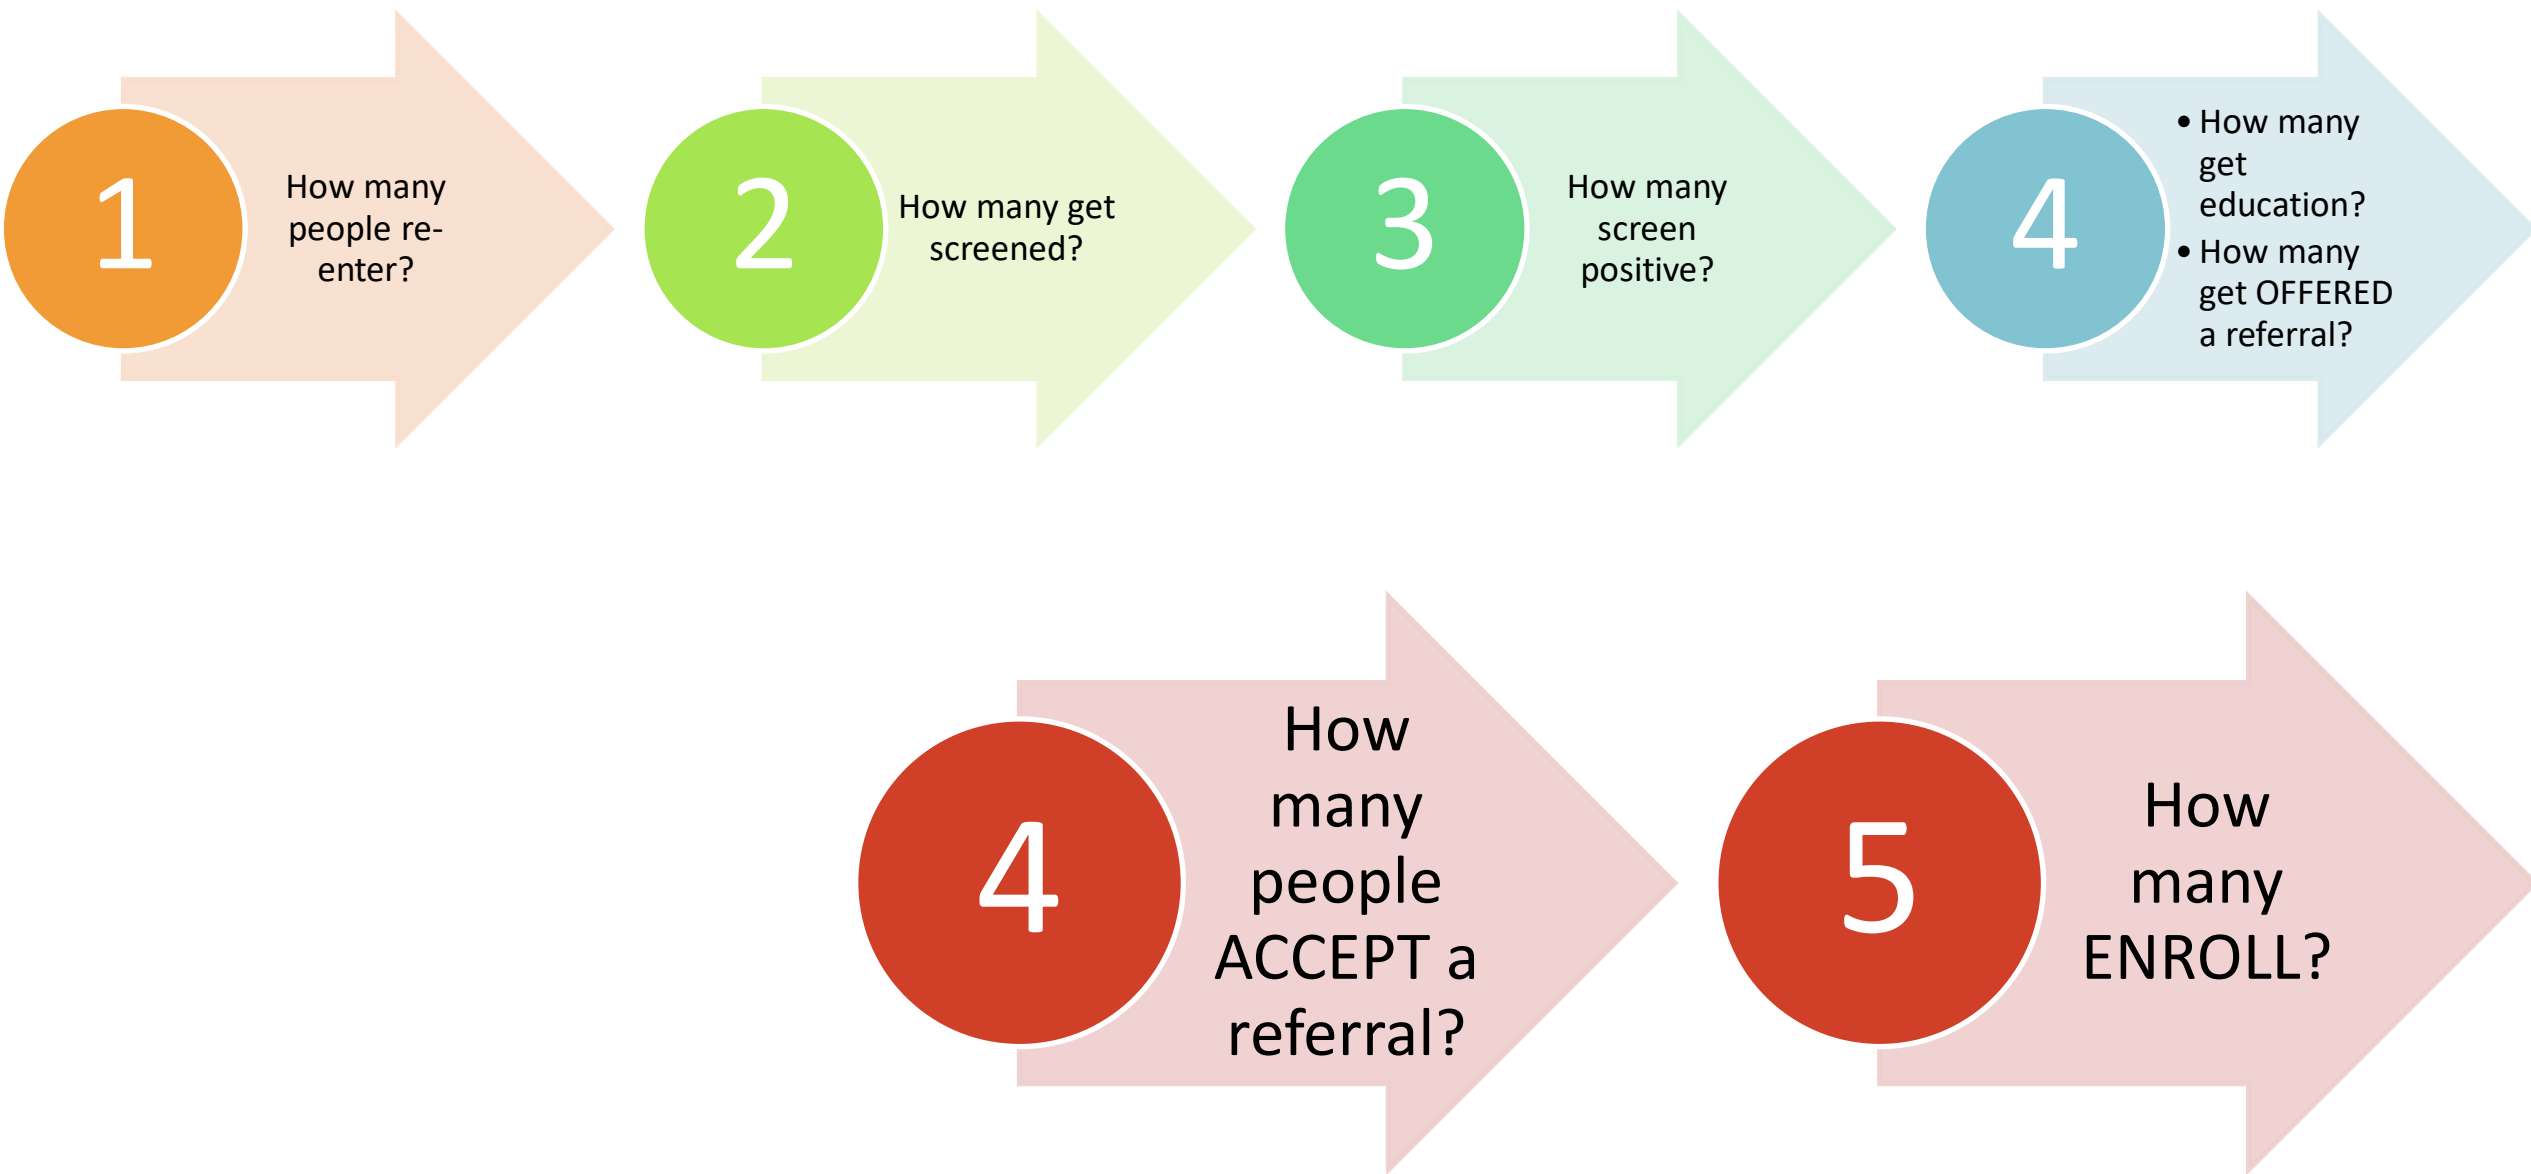 1
How many
people re-
enter?
2
How many get
screened?
3
How many
screen
positive?
4
• How many
get
education?
• How many
get OFFERED
a referral?
4
How
many
people
ACCEPT a
referral?
5
How
many
ENROLL?